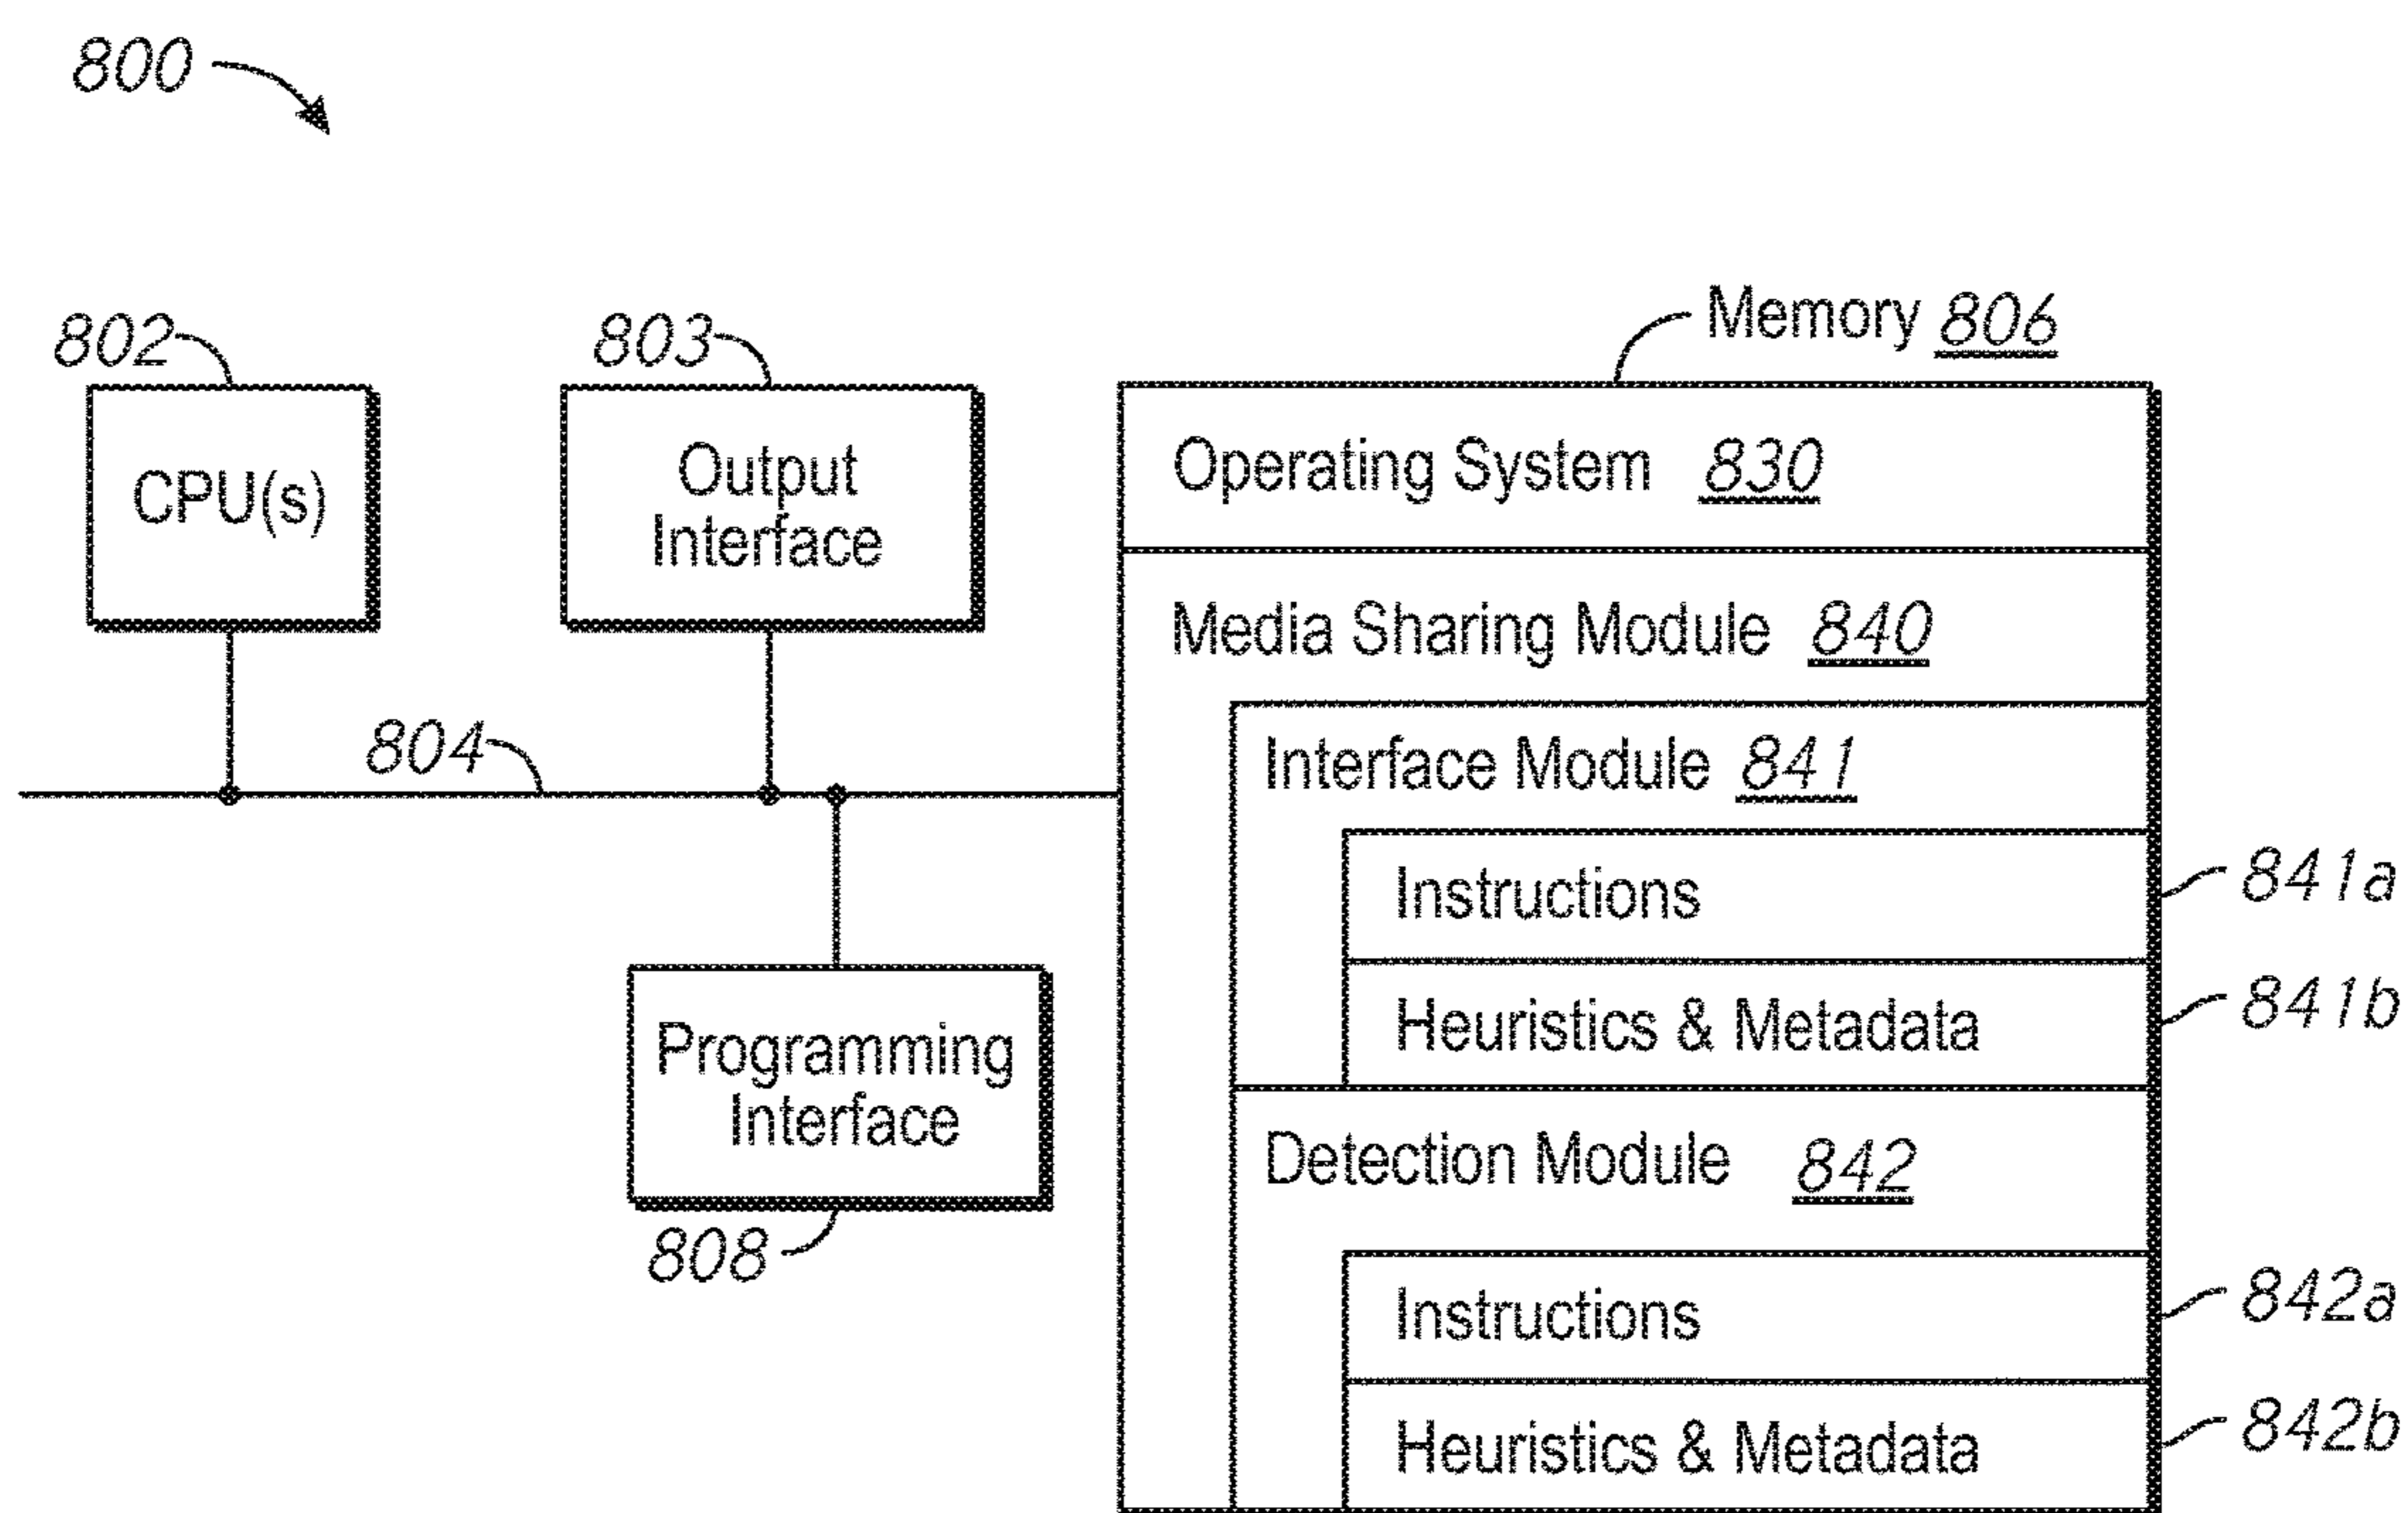 800
802
803
Memory 806
CPU(s)
Output
Interface
Operating System 830
Media Sharing Module 840
804
Interface Module 841
Instructions
841a
Heuristics & Metadata
841b
Programming
Interface
808
Detection Module 842
Instructions
842a
Heuristics & Metadata
842b